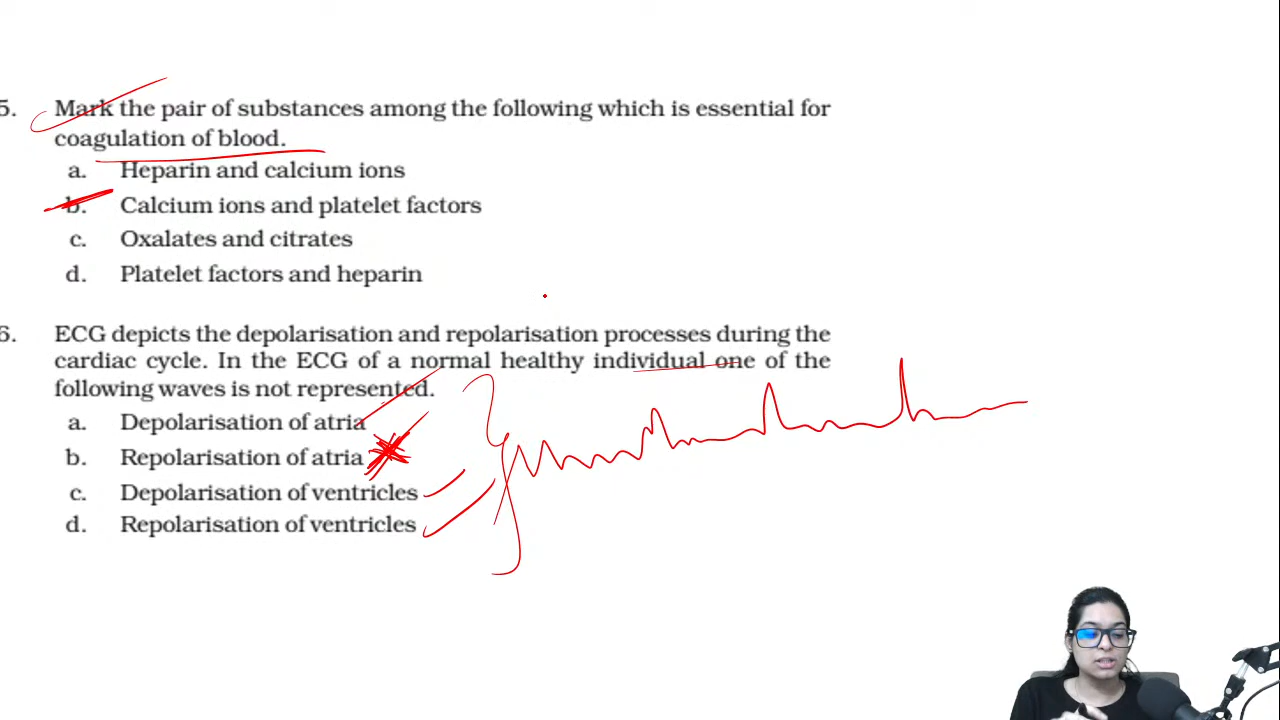 5. Mark the pair of substances among the following which is essential for
coagulation of blood.
a. Heparin and calcium ions
b. Calcium ions and platelet factors
c. Oxalates and citrates
d. Platelet factors and heparin
6. ECG depicts the depolarisation and repolarisation processes during the
cardiac cycle. In the ECG of a normal healthy individual one of the
following waves is not represented.
a. Depolarisation of atria
b. Repolarisation of atria
c. Depolarisation of ventricles
d. Repolarisation of ventricles